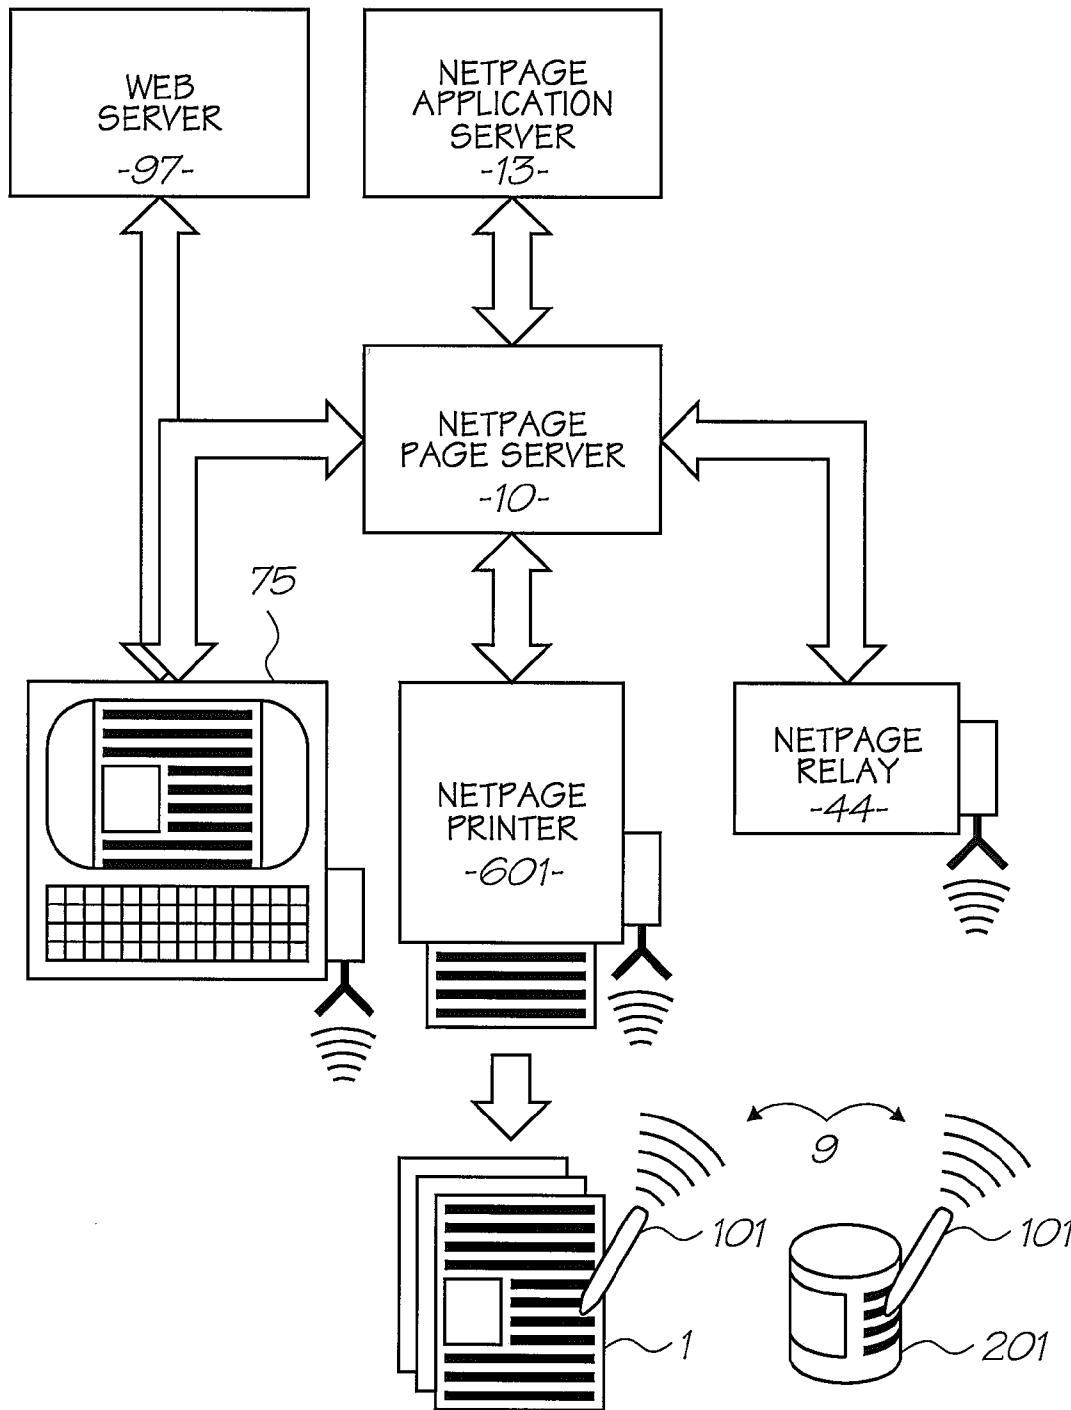 WEB
SERVER
-97-
NETPAGE
APPLICATION
SERVER
-13-
NETPAGE
PAGE SERVER
-10-
75
NETPAGE
PRINTER
-601-
NETPAGE
RELAY
-44-
9
101
101
1
201